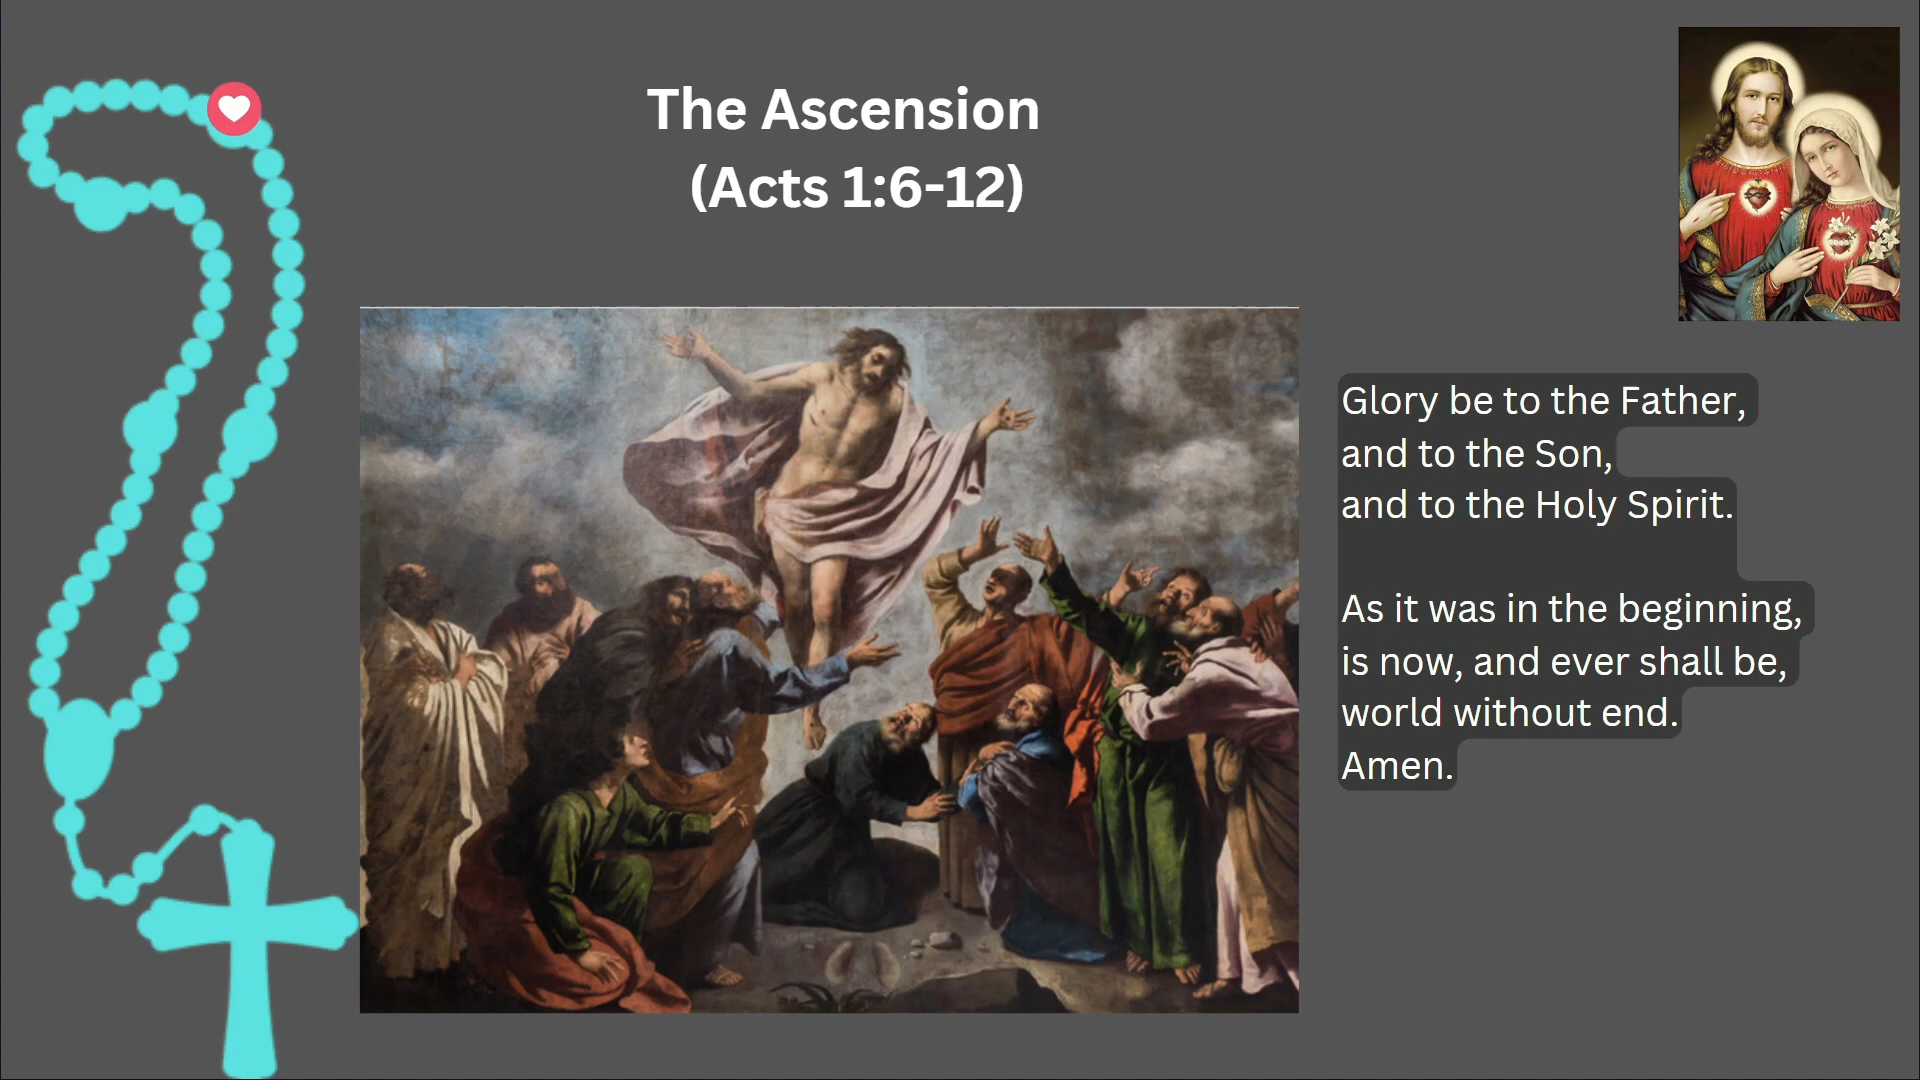 The Ascension
(Acts 1:6-12)
Glory be to the Father,
and to the Son,
and to the Holy Spirit.
As it was in the beginning,
is now, and ever shall be,
world without end.
Amen.